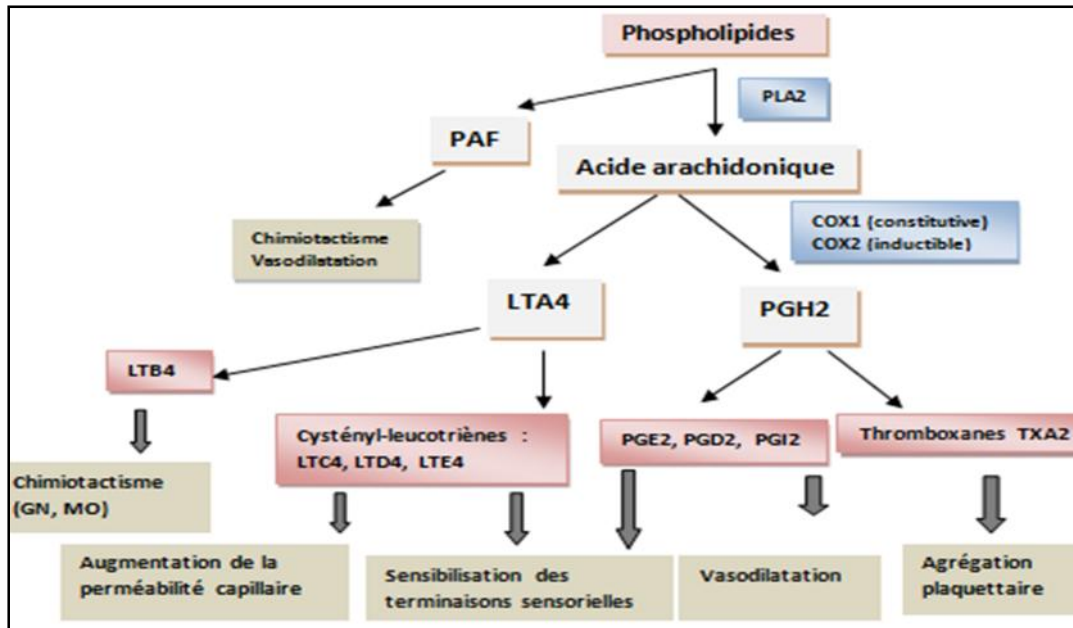 Phospholipides
PLA2
PAF
Acide arachidonique
Chimiotactisme
Vasodilatation
COX1 (constitutive)
COX2 (inductible)
LTA4
PGH2
LTB4
Cystényl-leucotriènes :
LTC4, LTD4, LTE4
PGE2, PGD2, PGI2
Thromboxanes TXA2
Chimiotactisme
(GN, MO)
Augmentation de la
perméabilité capillaire
Sensibilisation des
terminaisons sensorielles
Vasodilatation
Agrégation
plaquettaire